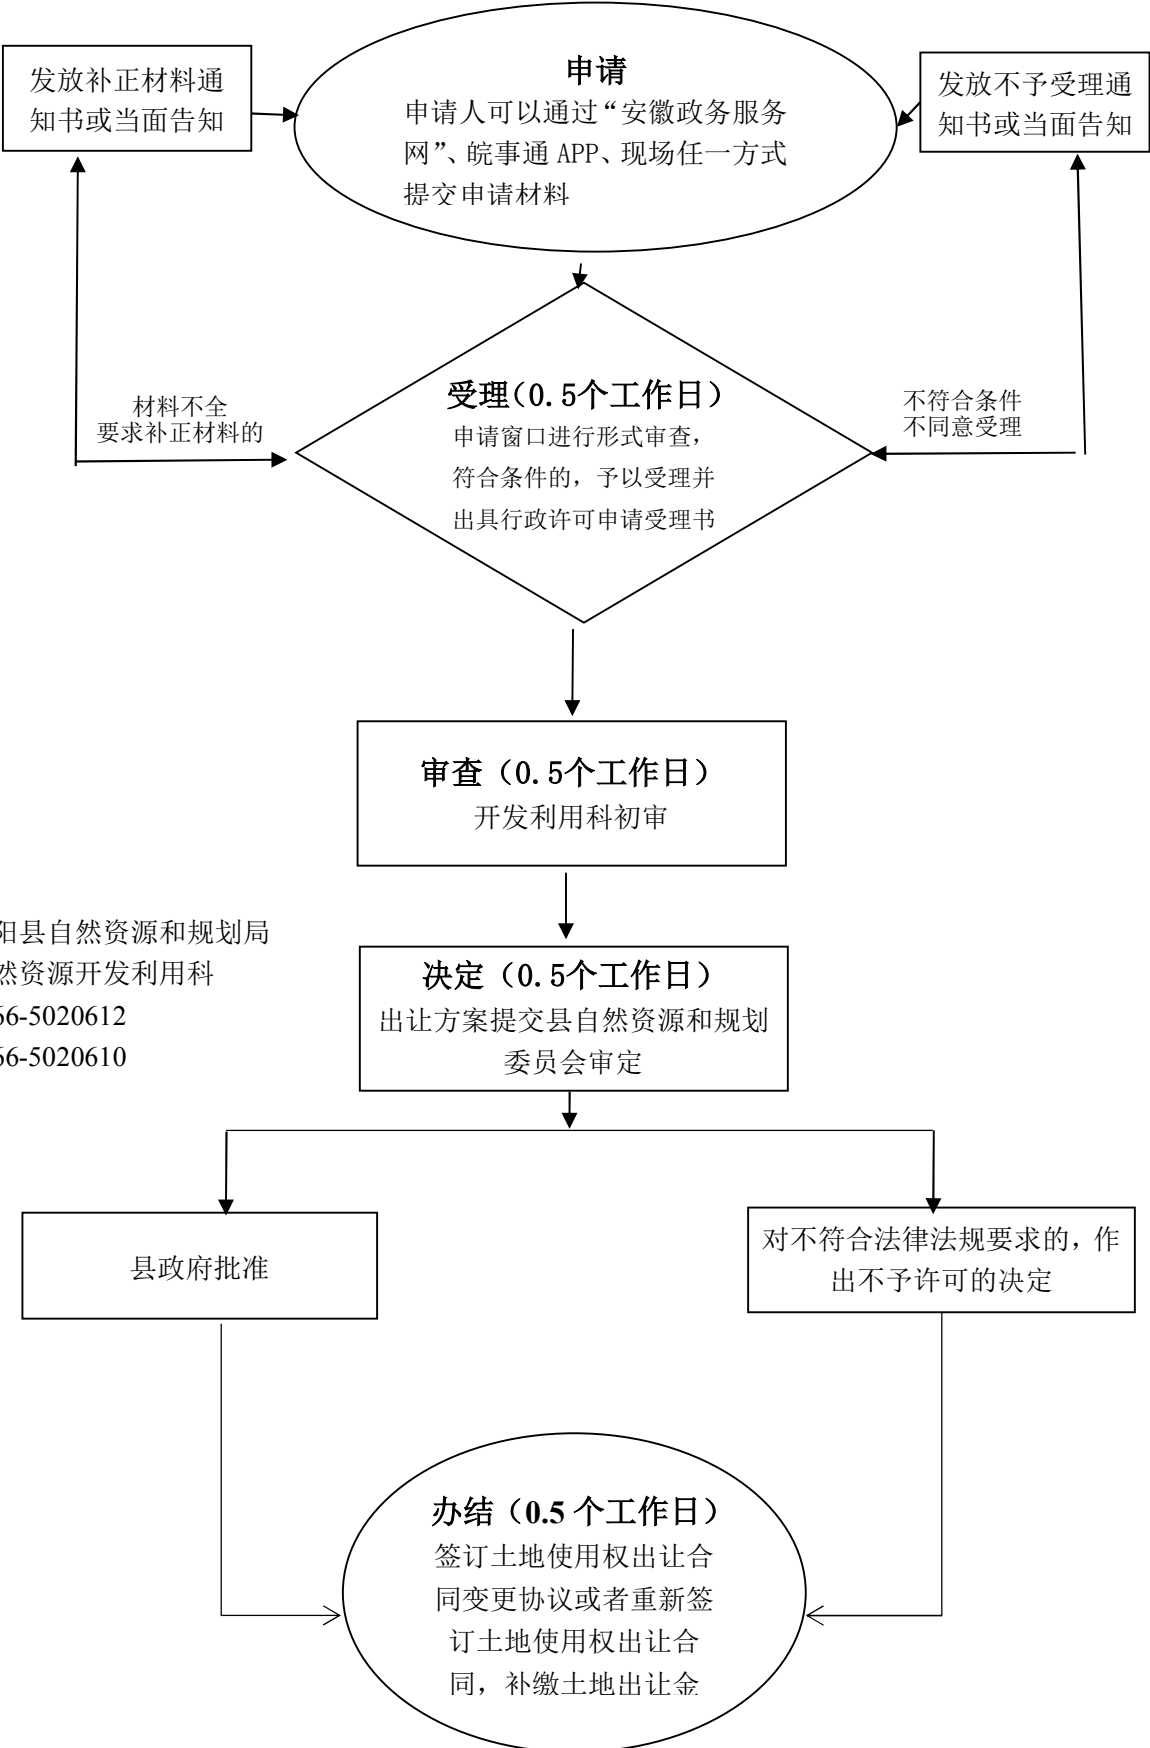 申请
申请人可以通过“安徽政务服务
网”、皖事通 APP、现场任一方式
提交申请材料
发放补正材料通
知书或当面告知
发放不予受理通
知书或当面告知
受理（0.5个工作日）
申请窗口进行形式审查，
符合条件的，予以受理并
出具行政许可申请受理书
材料不全
要求补正材料的
不符合条件
不同意受理
审查（0.5个工作日）
开发利用科初审
阳县自然资源和规划局
然资源开发利用科
66-5020612
66-5020610
决定（0.5个工作日）
出让方案提交县自然资源和规划
委员会审定
县政府批准
对不符合法律法规要求的，作
出不予许可的决定
办结（0.5 个工作日）
签订土地使用权出让合
同变更协议或者重新签
订土地使用权出让合
同，补缴土地出让金